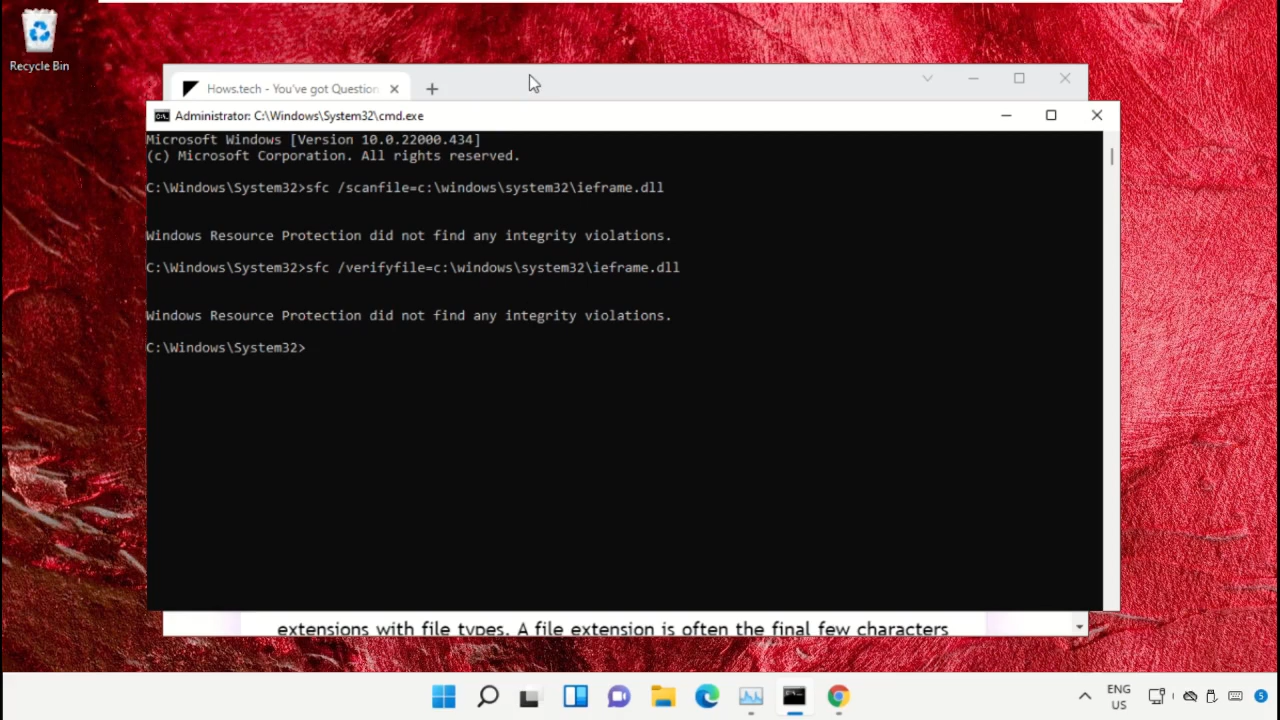 Recycle Bin
Hows.tech - You've got Question
Administrator: C:\Windows\System32\cmd.exe
Microsoft Windows [Version 10.0.22000.434]
(c) Microsoft Corporation. All rights reserved.
C:\Windows\System32>sfc /scanfile=c:\windows\system32\ieframe.dll
Windows Resource Protection did not find any integrity violations.
C:\Windows\System32>sfc /verifyfile=c:\windows\system32\ieframe.dll
Windows Resource Protection did not find any integrity violations.
C:\Windows\System32>
extensions with file types. A file extension is often the final few characters
ENG
US
5